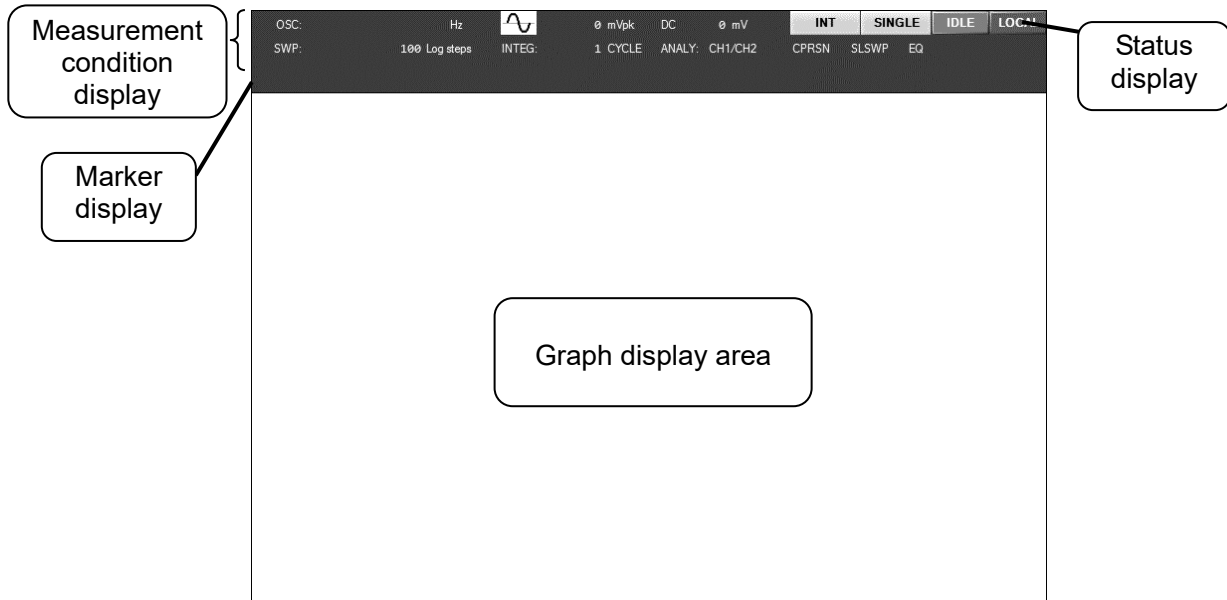 Measurement
condition
display
OSC: Hz 0 mVpk DC 0 mV INT SINGLE IDLE LOCAL
SWP: 100 Log steps INTEG: 1 CYCLE ANALY: CH1/CH2 CPRSN SLSWP EQ
Status
display
Marker
display
Graph display area